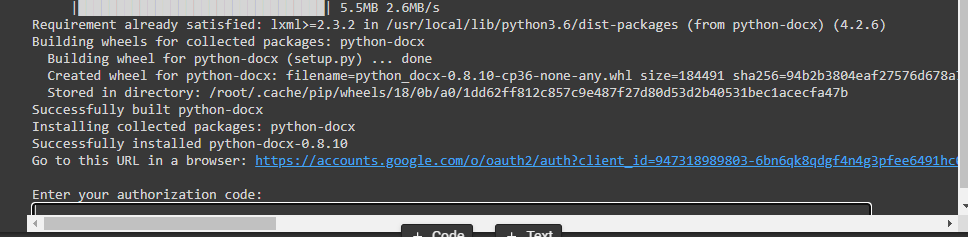 | 5.5MB 2.6MB/s
Requirement already satisfied: lxml>=2.3.2 in /usr/local/lib/python3.6/dist-packages (from python-docx) (4.2.6)
Building wheels for collected packages: python-docx
Building wheel for python-docx (setup.py) ... done
Created wheel for python-docx: filename=python_docx-0.8.10-cp36-none-any.whl size=184491 sha256=94b2b3804eaf27576d678a
Stored in directory: /root/.cache/pip/wheels/18/0b/a0/1dd62ff812c857c9e487f27d80d53d2b40531bec1acecfa47b
Successfully built python-docx
Installing collected packages: python-docx
Successfully installed python-docx-0.8.10
Go to this URL in a browser: https://accounts.google.com/o/oauth2/auth?client_id=947318989803-6bn6qk8qdgf4n4g3pfee6491hc
Enter your authorization code:
+ Code + Text